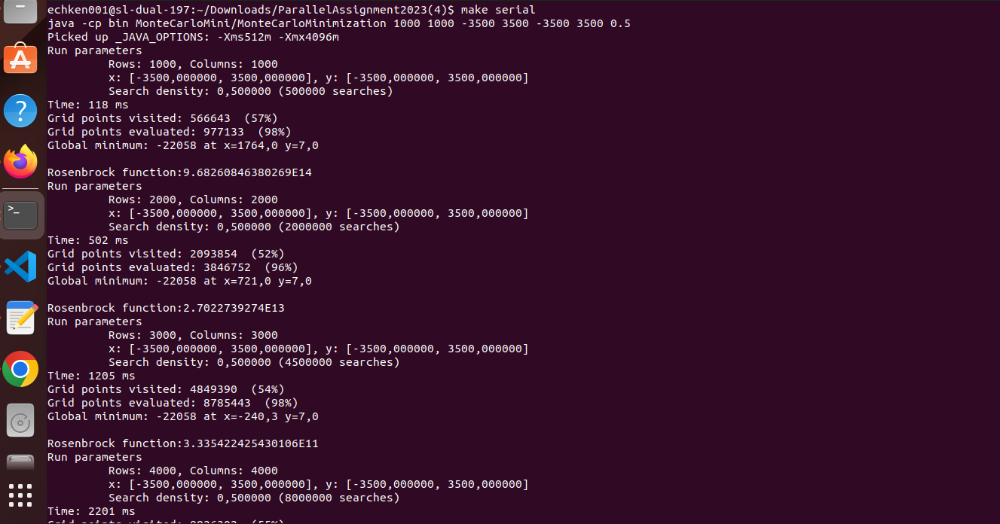 echken001@sl-dual-197:~/Downloads/ParallelAssignment2023(4)$ make serial
java -cp bin MonteCarloMini/MonteCarloMinimization 1000 1000 -3500 3500 -3500 3500 0.5
Picked up _JAVA_OPTIONS: -Xms512m -Xmx4096m
Run parameters
Rows: 1000, Columns: 1000
x: [-3500,000000, 3500,000000], y: [-3500,000000, 3500,000000]
Search density: 0,500000 (500000 searches)
Time: 118 ms
Grid points visited: 566643  (57%)
Grid points evaluated: 977133  (98%)
Global minimum: -22058 at x=1764,0 y=7,0
Rosenbrock function:9.68260846380269E14
Run parameters
Rows: 2000, Columns: 2000
x: [-3500,000000, 3500,000000], y: [-3500,000000, 3500,000000]
Search density: 0,500000 (2000000 searches)
Time: 502 ms
Grid points visited: 2093854  (52%)
Grid points evaluated: 3846752  (96%)
Global minimum: -22058 at x=721,0 y=7,0
Rosenbrock function:2.7022739274E13
Run parameters
Rows: 3000, Columns: 3000
x: [-3500,000000, 3500,000000], y: [-3500,000000, 3500,000000]
Search density: 0,500000 (4500000 searches)
Time: 1205 ms
Grid points visited: 4849390  (54%)
Grid points evaluated: 8785443  (98%)
Global minimum: -22058 at x=-240,3 y=7,0
Rosenbrock function:3.335422425430106E11
Run parameters
Rows: 4000, Columns: 4000
x: [-3500,000000, 3500,000000], y: [-3500,000000, 3500,000000]
Search density: 0,500000 (8000000 searches)
Time: 2201 ms